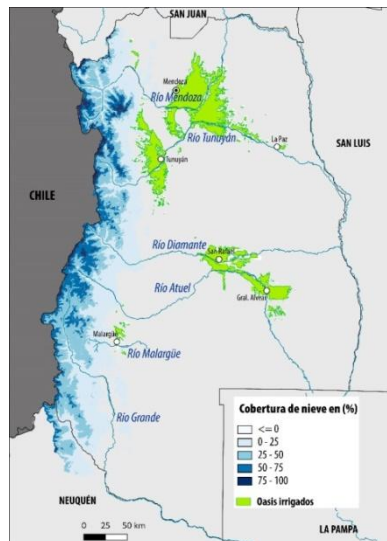 SAN JUAN
Mendoza
Río Mendoza
Río Tunuyán
La Paz
Tunuyán
SAN LUIS
CHILE
Río Diamante
San Rafael
Río Atuel
Gral. Alvear
Malargüe
Río Malargüe
Río Grande
Cobertura de nieve en (%)
<= 0
0 - 25
25 - 50
50 - 75
75 - 100
Oasis irrigados
NEUQUÉN
0 25 50 km
LA PAMPA